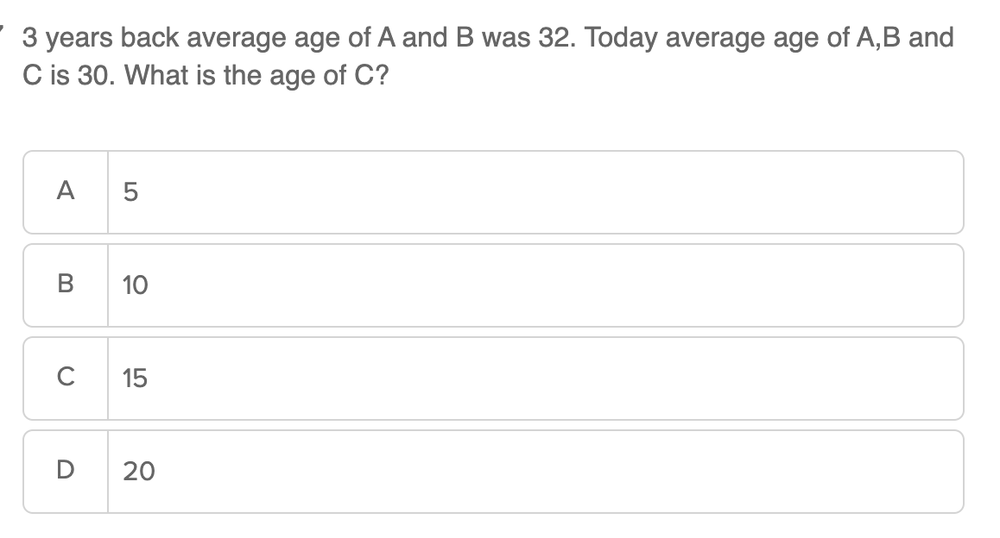 3 years back average age of A and B was 32. Today average age of A,B and
C is 30. What is the age of C?
A 5
B 10
C 15
D 20